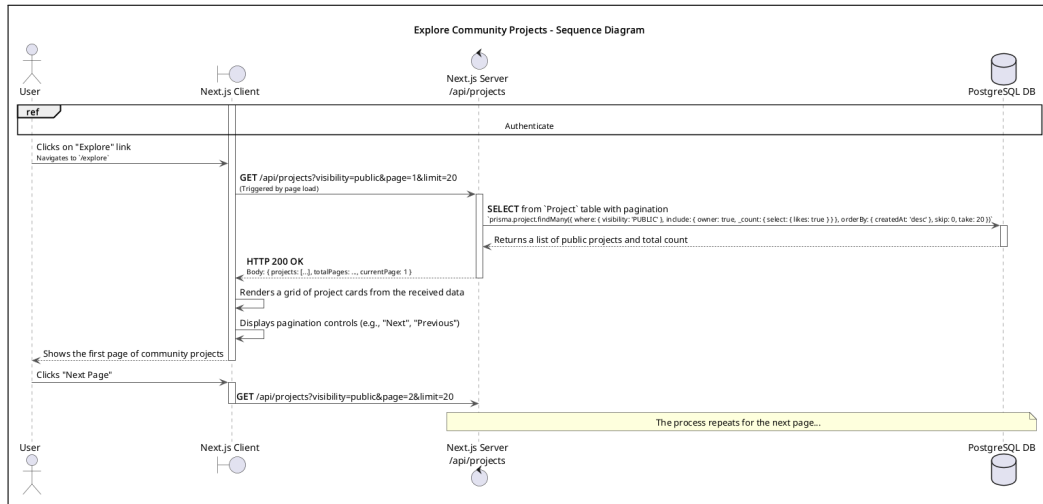 Explore Community Projects - Sequence Diagram
User
Next.js Client
Next.js Server
/api/projects
PostgreSQL DB
ref
Authenticate
Clicks on "Explore" link
Navigates to `/explore`
GET /api/projects?visibility=public&page=1&limit=20
(Triggered by page load)
SELECT from `Project` table with pagination
`prisma.project.findMany({ where: { visibility: 'PUBLIC' }, include: { owner: true, _count: { select: { likes: true } } }, orderBy: { createdAt: 'desc' }, skip: 0, take: 20 })`
Returns a list of public projects and total count
HTTP 200 OK
Body: { projects: [...], totalPages: ..., currentPage: 1 }
Renders a grid of project cards from the received data
Displays pagination controls (e.g., "Next", "Previous")
Shows the first page of community projects
Clicks "Next Page"
GET /api/projects?visibility=public&page=2&limit=20
The process repeats for the next page...
User
Next.js Client
Next.js Server
/api/projects
PostgreSQL DB